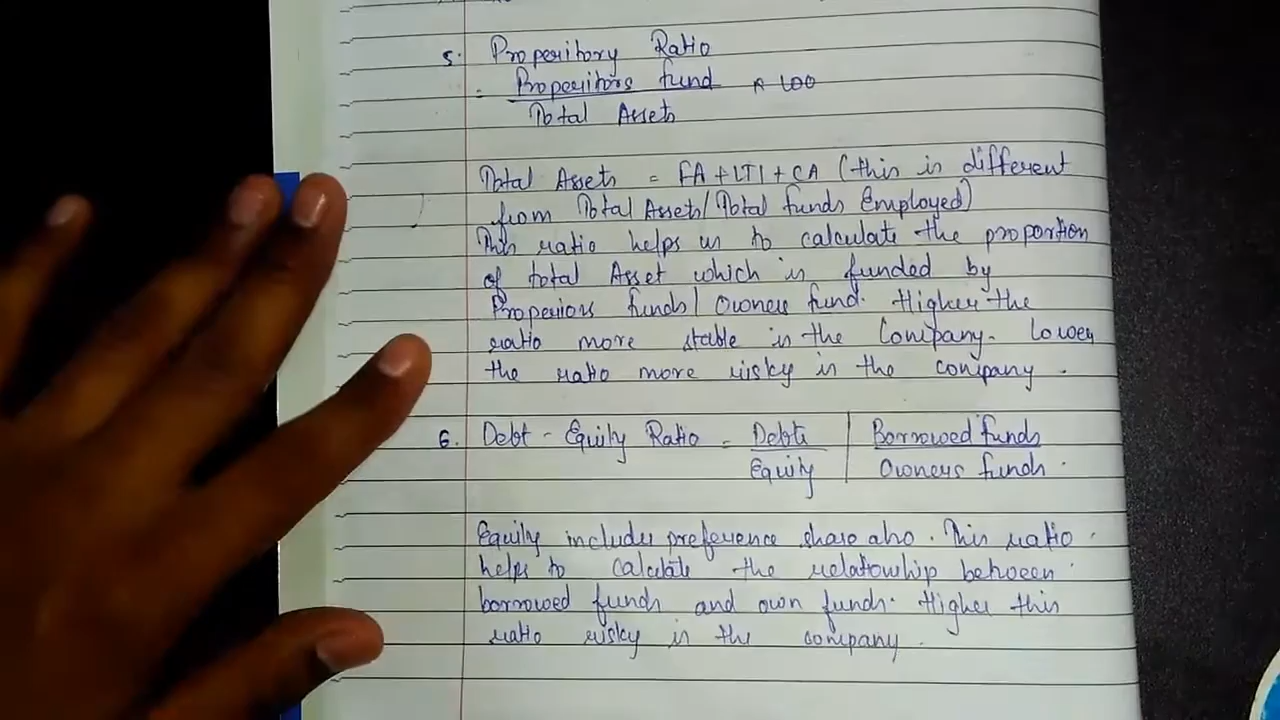 5. Properitory Ratio
= Properitors fund × 100
Total Assets
Total Assets = FA + LTI + CA (this is different
from Total Assets/Total funds Employed)
This ratio helps us to calculate the proportion
of total Asset which is funded by
Properiors funds/Owners fund. Higher the
ratio more stable is the Company. Lower
the ratio more risky is the company.
6. Debt - Equity Ratio = Debts | Borrowed funds
Equity | Owners funds.
Equity includes preference share also. This ratio
helps to calculate the relationship between
borrowed funds and own funds. Higher this
ratio risky is the company.